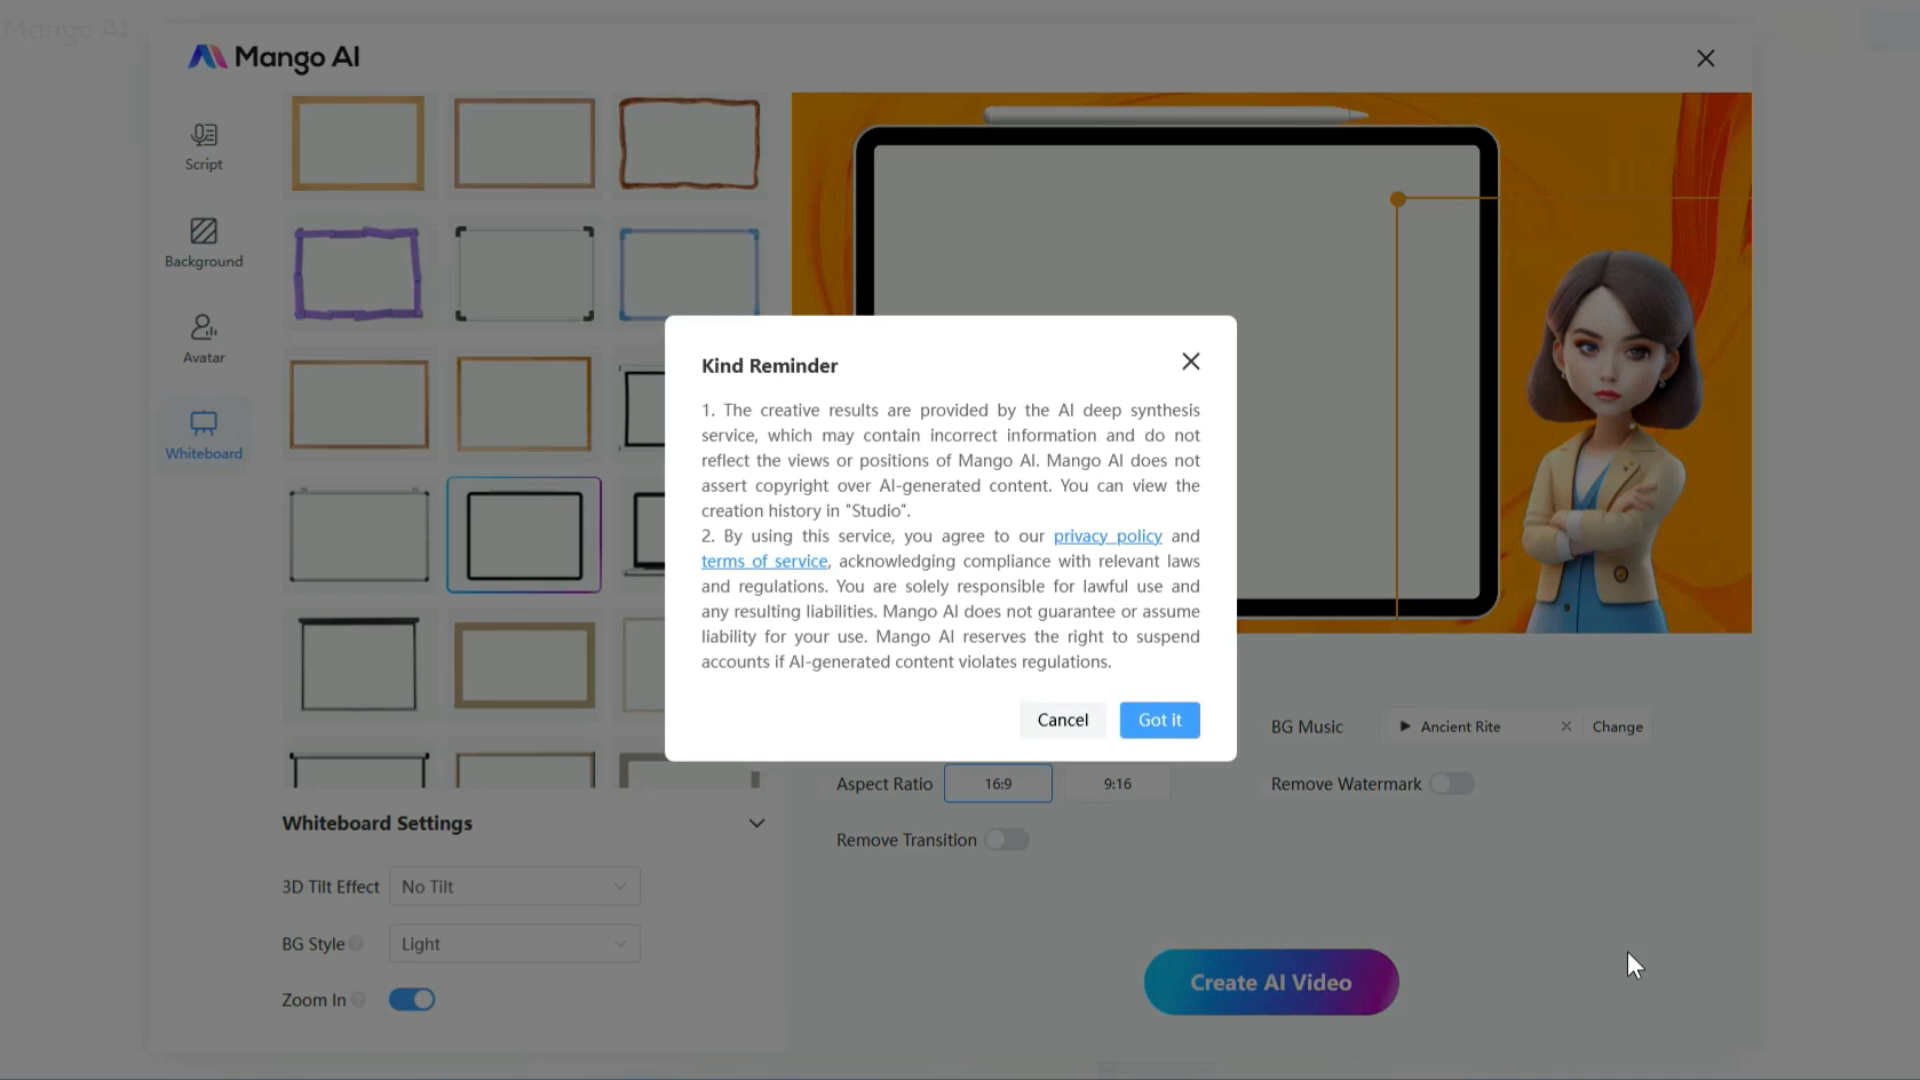 Mango AI
Mango AI
Script
Background
Avatar
Whiteboard
Kind Reminder
1. The creative results are provided by the AI deep synthesis
service, which may contain incorrect information and do not
reflect the views or positions of Mango AI. Mango AI does not
assert copyright over AI-generated content. You can view the
creation history in "Studio".
2. By using this service, you agree to our privacy policy and
terms of service, acknowledging compliance with relevant laws
and regulations. You are solely responsible for lawful use and
any resulting liabilities. Mango AI does not guarantee or assume
liability for your use. Mango AI reserves the right to suspend
accounts if AI-generated content violates regulations.
Cancel
Got it
BG Music
Ancient Rite
Change
Aspect Ratio
16:9
9:16
Remove Watermark
Remove Transition
Whiteboard Settings
3D Tilt Effect
No Tilt
BG Style
Light
Zoom In
Create AI Video